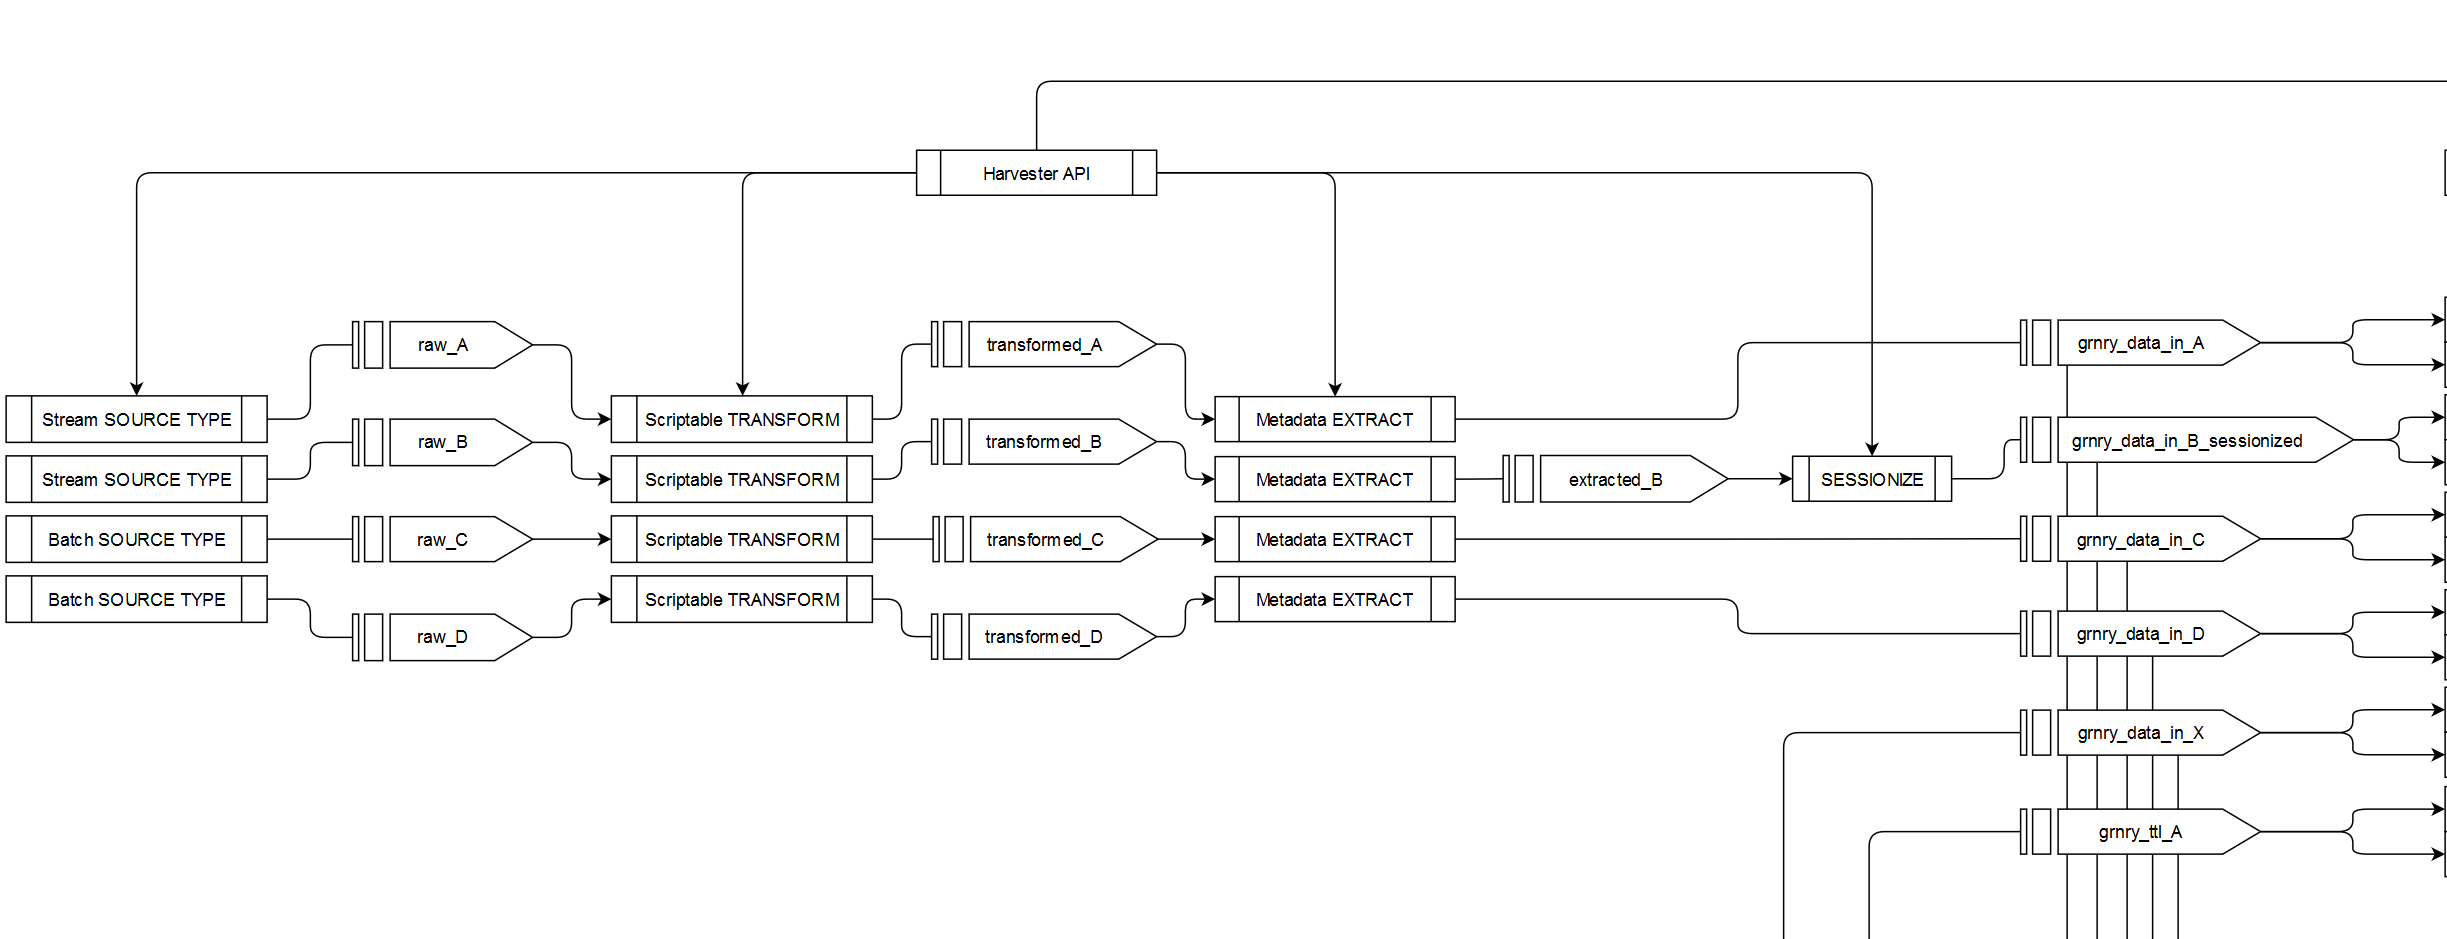 Harvester API
raw_A
transformed_A
grnry_data_in_A
Stream SOURCE TYPE
Scriptable TRANSFORM
Metadata EXTRACT
raw_B
transformed_B
grnry_data_in_B_sessionized
Stream SOURCE TYPE
Scriptable TRANSFORM
Metadata EXTRACT
extracted_B
SESSIONIZE
Batch SOURCE TYPE
raw_C
Scriptable TRANSFORM
transformed_C
Metadata EXTRACT
grnry_data_in_C
Batch SOURCE TYPE
Scriptable TRANSFORM
Metadata EXTRACT
raw_D
transformed_D
grnry_data_in_D
grnry_data_in_X
grnry_ttl_A